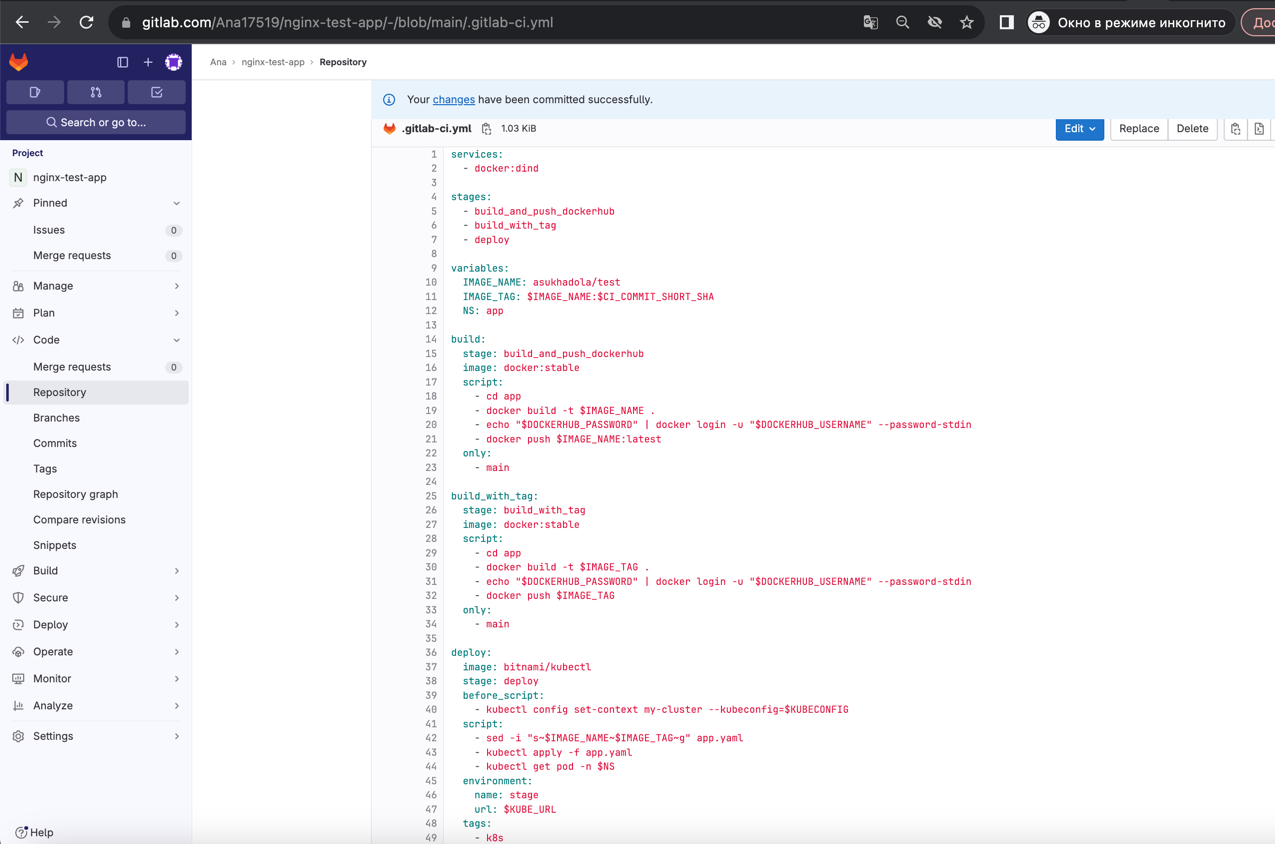 gitlab.com/Ana17519/nginx-test-app/-/blob/main/.gitlab-ci.yml
Окно в режиме инкогнито
Ana › nginx-test-app › Repository
Search or go to...
Project
N nginx-test-app
Pinned
Issues 0
Merge requests 0
Manage
Plan
Code
Merge requests 0
Repository
Branches
Commits
Tags
Repository graph
Compare revisions
Snippets
Build
Secure
Deploy
Operate
Monitor
Analyze
Settings
Help
Your changes have been committed successfully.
.gitlab-ci.yml 1.03 KiB
Edit Replace Delete
1 services:
2   - docker:dind
3
4 stages:
5   - build_and_push_dockerhub
6   - build_with_tag
7   - deploy
8
9 variables:
10   IMAGE_NAME: asukhadola/test
11   IMAGE_TAG: $IMAGE_NAME:$CI_COMMIT_SHORT_SHA
12   NS: app
13
14 build:
15   stage: build_and_push_dockerhub
16   image: docker:stable
17   script:
18     - cd app
19     - docker build -t $IMAGE_NAME .
20     - echo "$DOCKERHUB_PASSWORD" | docker login -u "$DOCKERHUB_USERNAME" --password-stdin
21     - docker push $IMAGE_NAME:latest
22   only:
23     - main
24
25 build_with_tag:
26   stage: build_with_tag
27   image: docker:stable
28   script:
29     - cd app
30     - docker build -t $IMAGE_TAG .
31     - echo "$DOCKERHUB_PASSWORD" | docker login -u "$DOCKERHUB_USERNAME" --password-stdin
32     - docker push $IMAGE_TAG
33   only:
34     - main
35
36 deploy:
37   image: bitnami/kubectl
38   stage: deploy
39   before_script:
40     - kubectl config set-context my-cluster --kubeconfig=$KUBECONFIG
41   script:
42     - sed -i "s~$IMAGE_NAME~$IMAGE_TAG~g" app.yaml
43     - kubectl apply -f app.yaml
44     - kubectl get pod -n $NS
45   environment:
46     name: stage
47     url: $KUBE_URL
48   tags:
49     - k8s